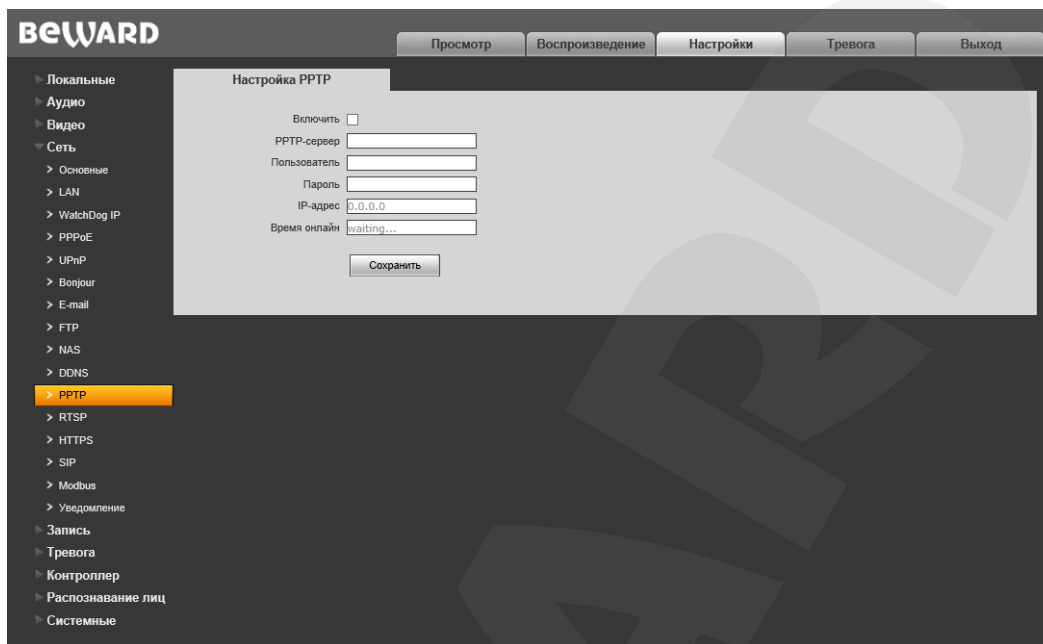 BEWARD
Просмотр
Воспроизведение
Настройки
Тревога
Выход
Локальные
Аудио
Видео
Сеть
Основные
LAN
WatchDog IP
PPPoE
UPnP
Bonjour
E-mail
FTP
NAS
DDNS
PPTP
RTSP
HTTPS
SIP
Modbus
Уведомление
Запись
Тревога
Контроллер
Распознавание лиц
Системные
Настройка PPTP
Включить
PPTP-сервер
Пользователь
Пароль
IP-адрес 0.0.0.0
Время онлайн waiting...
Сохранить
ARD